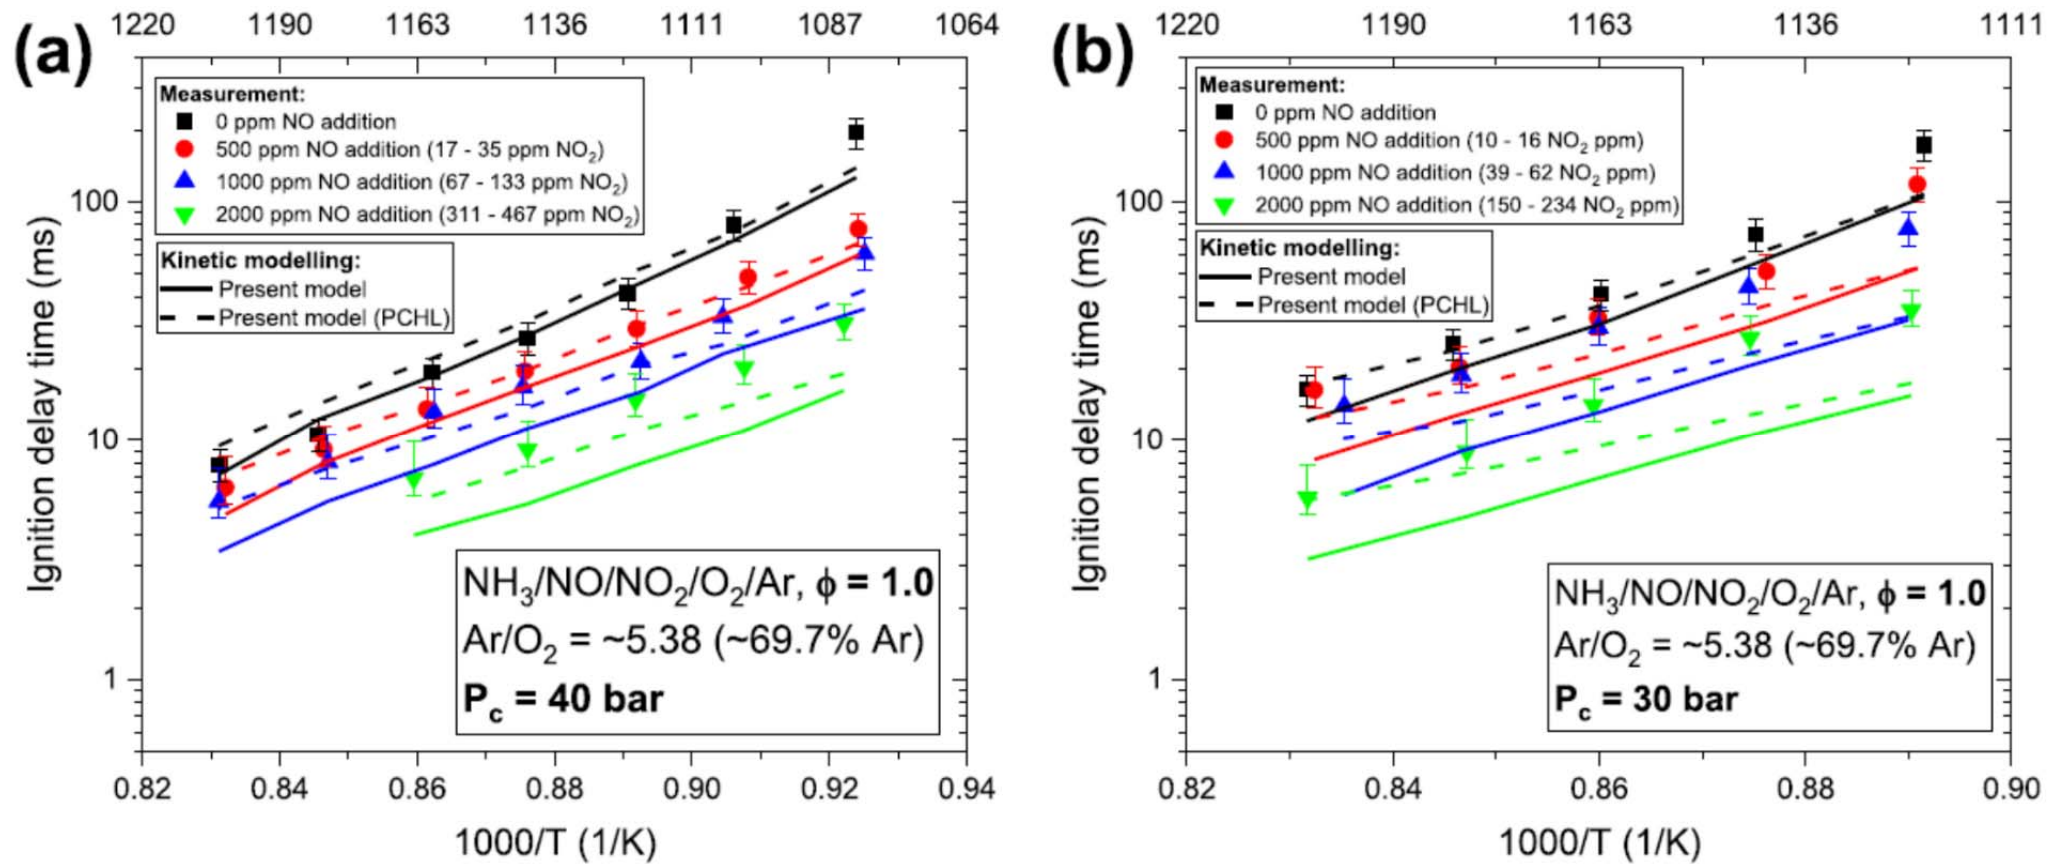 (a)
1220 1190 1163 1136 1111 1087 1064
Measurement:
0 ppm NO addition
500 ppm NO addition (17 - 35 ppm NO₂)
1000 ppm NO addition (67 - 133 ppm NO₂)
2000 ppm NO addition (311 - 467 ppm NO₂)
Kinetic modelling:
Present model
Present model (PCHL)
Ignition delay time (ms)
100
10
1
NH₃/NO/NO₂/O₂/Ar, ϕ = 1.0
Ar/O₂ = ~5.38 (~69.7% Ar)
P_c = 40 bar
0.82 0.84 0.86 0.88 0.90 0.92 0.94
1000/T (1/K)
(b)
1220 1190 1163 1136 1111
Measurement:
0 ppm NO addition
500 ppm NO addition (10 - 16 NO₂ ppm)
1000 ppm NO addition (39 - 62 NO₂ ppm)
2000 ppm NO addition (150 - 234 NO₂ ppm)
Kinetic modelling:
Present model
Present model (PCHL)
Ignition delay time (ms)
100
10
1
NH₃/NO/NO₂/O₂/Ar, ϕ = 1.0
Ar/O₂ = ~5.38 (~69.7% Ar)
P_c = 30 bar
0.82 0.84 0.86 0.88 0.90
1000/T (1/K)